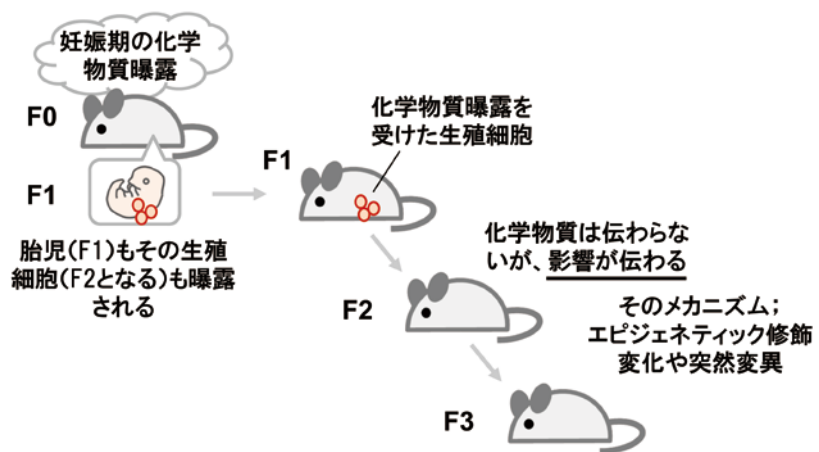 妊娠期の化学
物質曝露
F0
F1
胎児(F1)もその生殖
細胞(F2となる)も曝露
される
F1
化学物質曝露を
受けた生殖細胞
F2
化学物質は伝わらな
いが、影響が伝わる
そのメカニズム；
エピジェネティック修飾
変化や突然変異
F3